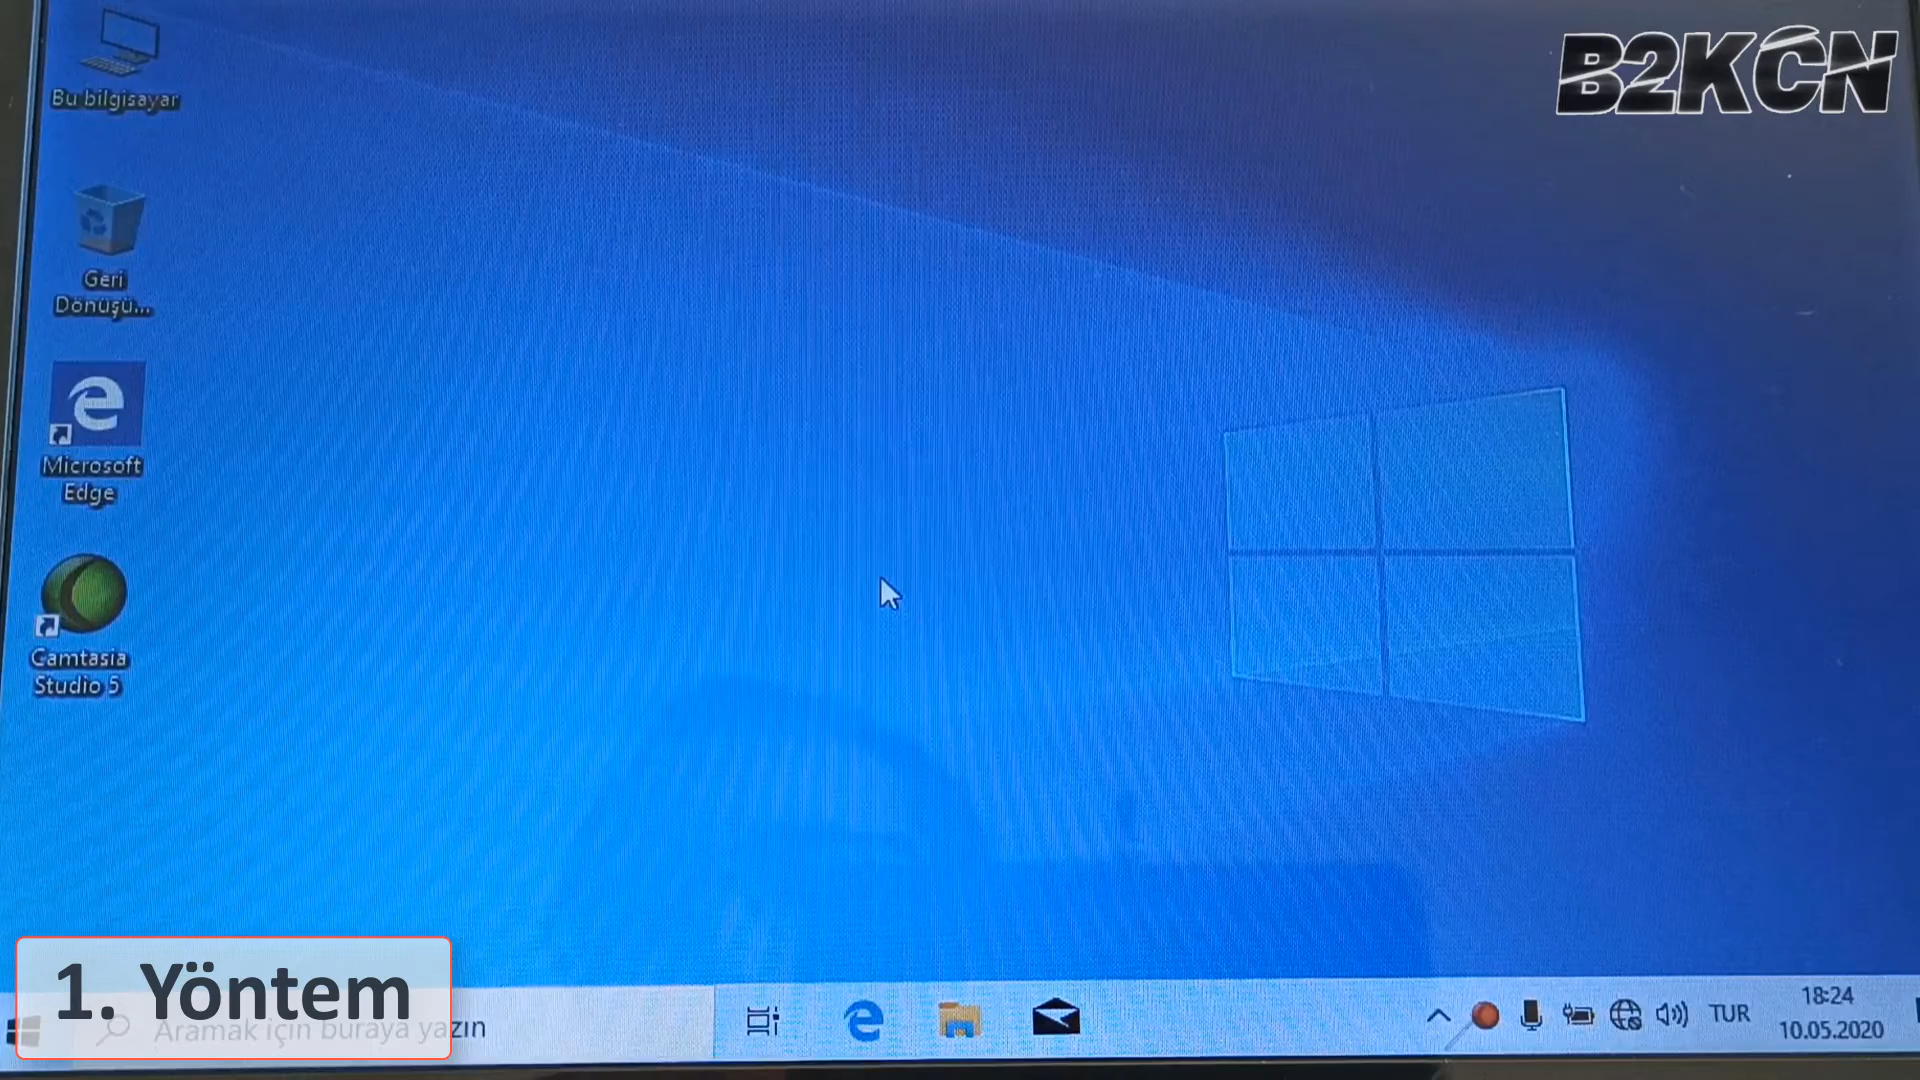 B2KCN
Bu bilgisayar
Geri
Dönüşü...
Microsoft
Edge
Camtasia
Studio 5
1. Yöntem
Aramak için buraya yazın
TUR
18:24
10.05.2020